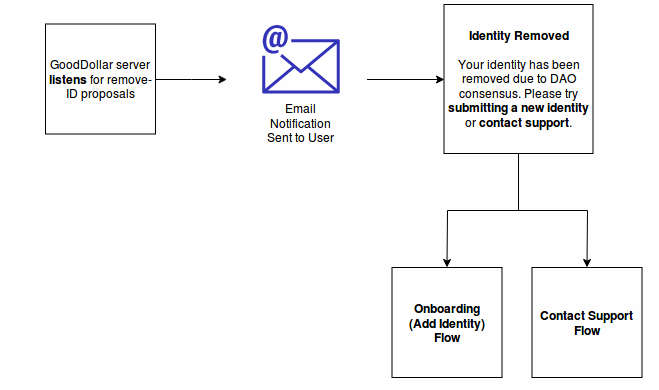 GoodDollar server
listens for remove-
ID proposals
@
Email
Notification
Sent to User
Identity Removed
Your identity has been
removed due to DAO
consensus. Please try
submitting a new identity
or contact support.
Onboarding
(Add Identity)
Flow
Contact Support
Flow